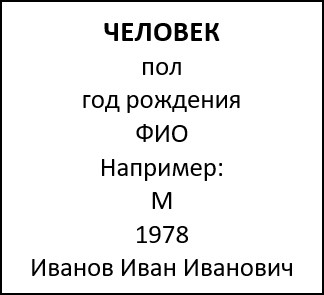 ЧЕЛОВЕК
пол
год рождения
ФИО
Например:
М
1978
Иванов Иван Иванович